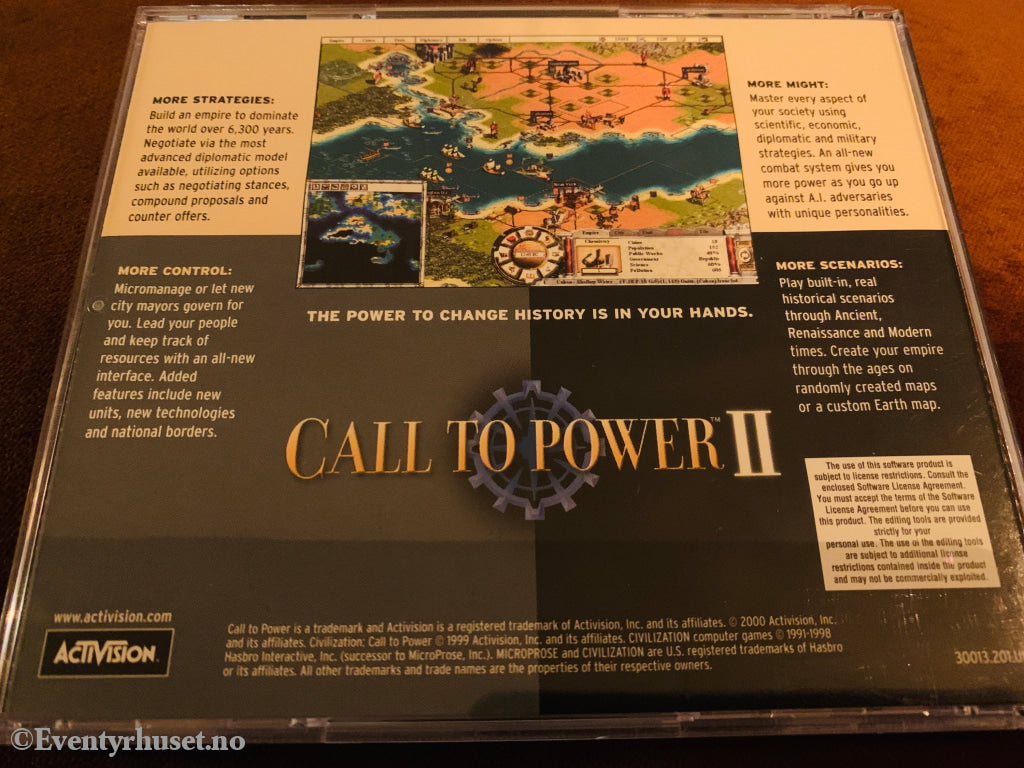 MORE STRATEGIES:
Build an empire to dominate
the world over 6,300 years.
Negotiate via the most
advanced diplomatic model
available, utilizing options
such as negotiating stances,
compound proposals and
counter offers.
MORE MIGHT:
Master every aspect of
your society using
scientific, economic,
diplomatic and military
strategies. An all-new
combat system gives you
more power as you go up
against A.I. adversaries
with unique personalities.
MORE CONTROL:
Micromanage or let new
city mayors govern for
you. Lead your people
and keep track of
resources with an all-new
interface. Added
features include new
units, new technologies
and national borders.
MORE SCENARIOS:
Play built-in, real
historical scenarios
through Ancient,
Renaissance and Modern
times. Create your empire
through the ages on
randomly created maps
or a custom Earth map.
THE POWER TO CHANGE HISTORY IS IN YOUR HANDS.
CALL TO POWER™ II
The use of this software product is
subject to license restrictions. Consult the
enclosed Software License Agreement.
You must accept the terms of the Software
License Agreement before you can use
this product. The editing tools are provided
strictly for your
personal use. The use of the editing tools
are subject to additional license
restrictions contained inside the product
and may not be commercially exploited.
www.activision.com
ACTIVISION
Call to Power is a trademark and Activision is a registered trademark of Activision, Inc. and its affiliates. © 2000 Activision, Inc.
and its affiliates. Civilization: Call to Power © 1999 Activision, Inc. and its affiliates. CIVILIZATION computer games © 1991-1998
Hasbro Interactive, Inc. (successor to MicroProse, Inc.). MICROPROSE and CIVILIZATION are U.S. registered trademarks of Hasbro
or its affiliates. All other trademarks and trade names are the properties of their respective owners.
30013.201.U
©Eventyrhuset.no